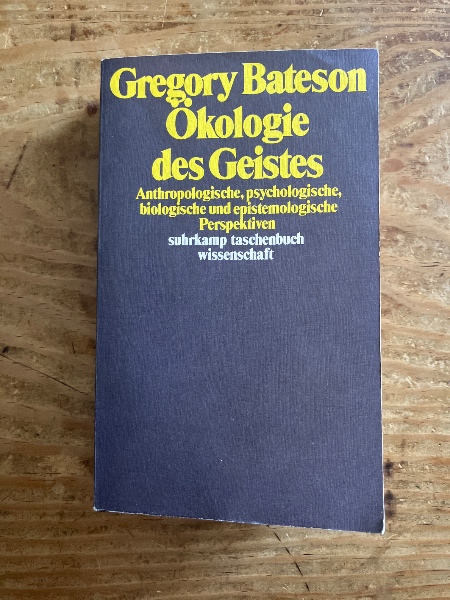 Gregory Bateson
Ökologie
des Geistes
Anthropologische, psychologische,
biologische und epistemologische
Perspektiven
suhrkamp taschenbuch
wissenschaft